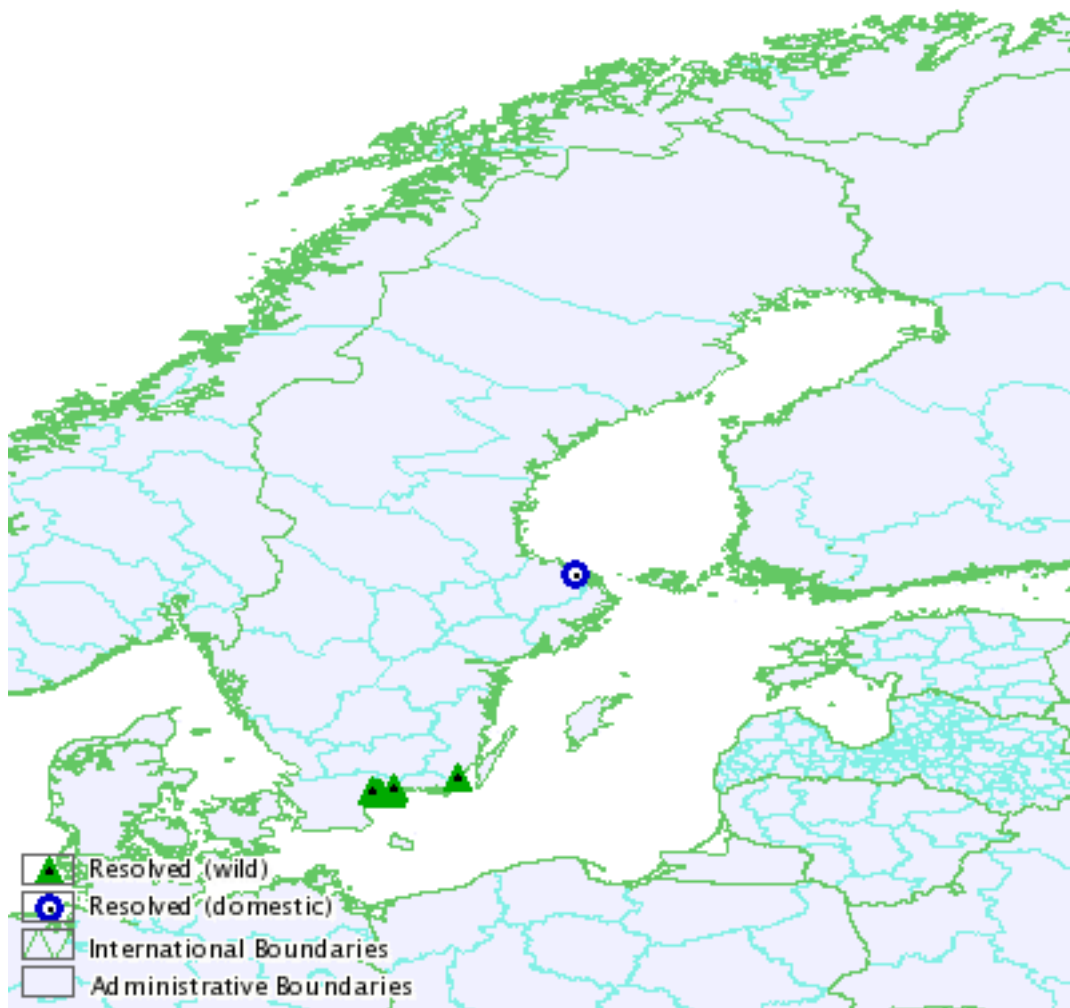 Resolved (wild)
Resolved (domestic)
International Boundaries
Administrative Boundaries